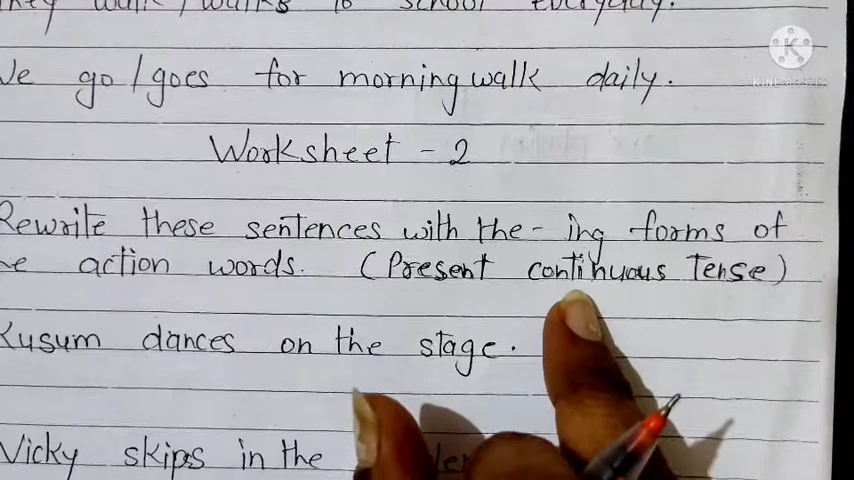 they walk / walks to school everyday.
We go / goes for morning walk daily.
Worksheet - 2
Rewrite these sentences with the - ing forms of
the action words. (Present continuous Tense)
Kusum dances on the stage.
Vicky skips in the
KINEMASTER